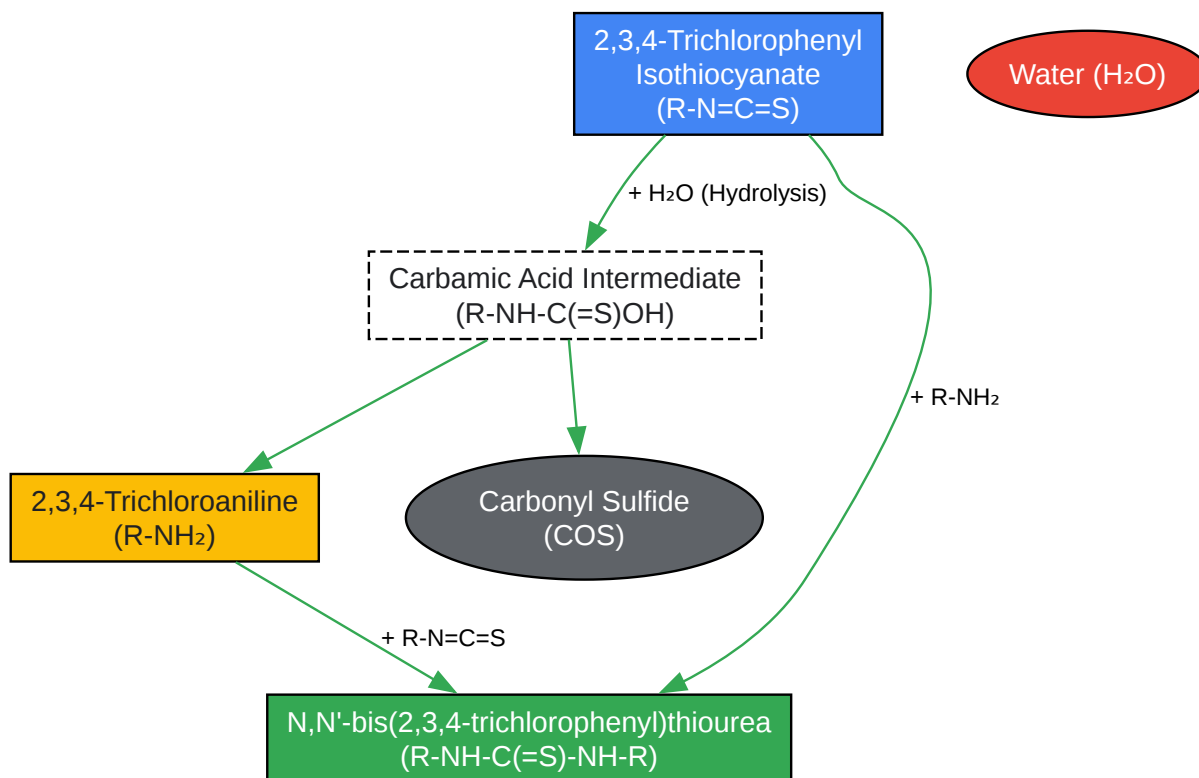 2,3,4-Trichlorophenyl
Isothiocyanate
(R-N=C=S)
Water (H₂O)
+ H₂O (Hydrolysis)
Carbamic Acid Intermediate
(R-NH-C(=S)OH)
+ R-NH₂
2,3,4-Trichloroaniline
(R-NH₂)
Carbonyl Sulfide
(COS)
+ R-N=C=S
N,N'-bis(2,3,4-trichlorophenyl)thiourea
(R-NH-C(=S)-NH-R)